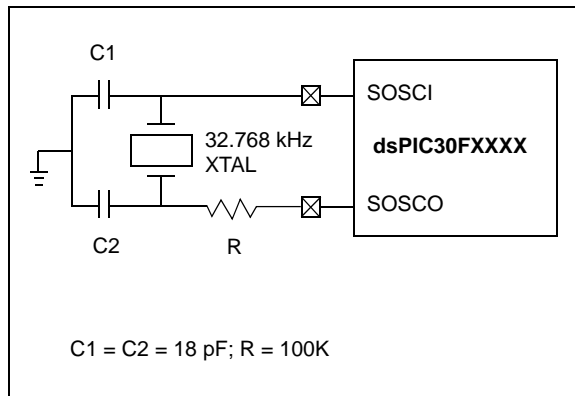 C1
SOSCI
32.768 kHz
XTAL
dsPIC30FXXXX
SOSCO
C2
R
C1 = C2 = 18 pF; R = 100K